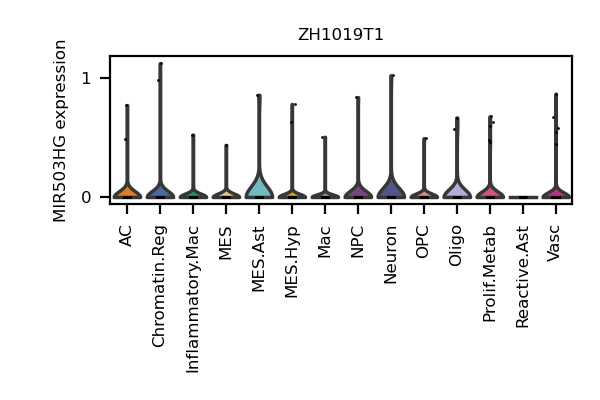 ZH1019T1
MIR503HG expression
1
0
AC
Chromatin.Reg
Inflammatory.Mac
MES
MES.Ast
MES.Hyp
Mac
NPC
Neuron
OPC
Oligo
Prolif.Metab
Reactive.Ast
Vasc